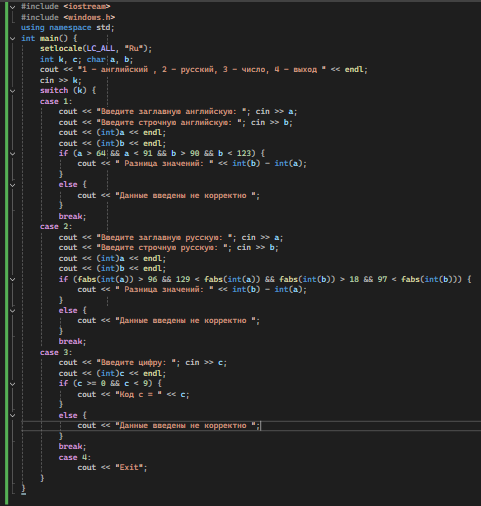 #include <iostream>
#include <windows.h>
using namespace std;
int main() {
setlocale(LC_ALL, "Ru");
int k, c; char a, b;
cout << "1 - английский , 2 - русский, 3 - число, 4 - выход " << endl;
cin >> k;
switch (k) {
case 1:
cout << "Введите заглавную английскую: "; cin >> a;
cout << "Введите строчную английскую: "; cin >> b;
cout << (int)a << endl;
cout << (int)b << endl;
if (a > 64 && a < 91 && b > 90 && b < 123) {
cout << " Разница значений: " << int(b) - int(a);
}
else {
cout << "Данные введены не корректно ";
}
break;
case 2:
cout << "Введите заглавную русскую: "; cin >> a;
cout << "Введите строчную русскую: "; cin >> b;
cout << (int)a << endl;
cout << (int)b << endl;
if (fabs(int(a)) > 96 && 129 < fabs(int(a)) && fabs(int(b)) > 18 && 97 < fabs(int(b))) {
cout << " Разница значений: " << int(b) - int(a);
}
else {
cout << "Данные введены не корректно ";
}
break;
case 3:
cout << "Введите цифру: "; cin >> c;
cout << (int)c << endl;
if (c >= 0 && c < 9) {
cout << "Код c = " << c;
}
else {
cout << "Данные введены не корректно ";
}
break;
case 4:
cout << "Exit";
}
}